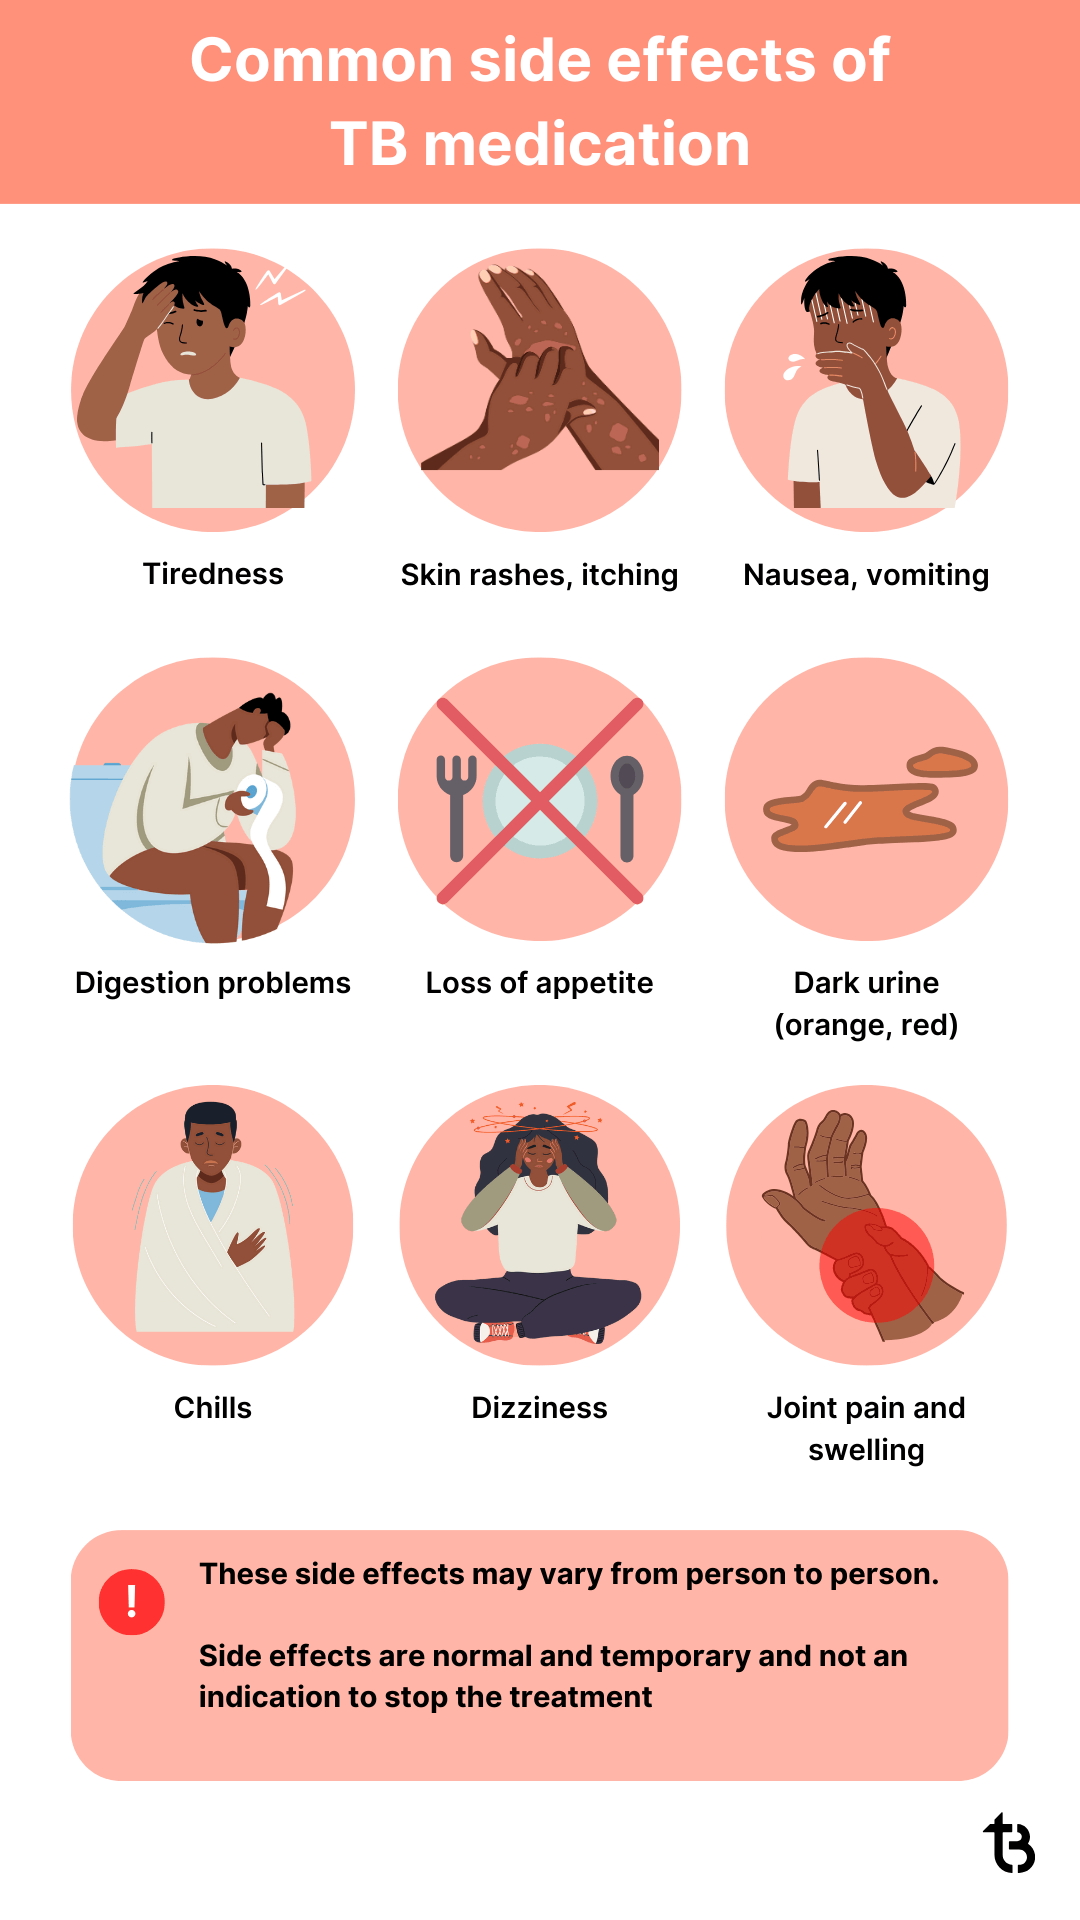 Common side effects of
TB medication
Tiredness
Skin rashes, itching
Nausea, vomiting
Digestion problems
Loss of appetite
Dark urine
(orange, red)
Chills
Dizziness
Joint pain and
swelling
!
These side effects may vary from person to person.
Side effects are normal and temporary and not an
indication to stop the treatment
tB